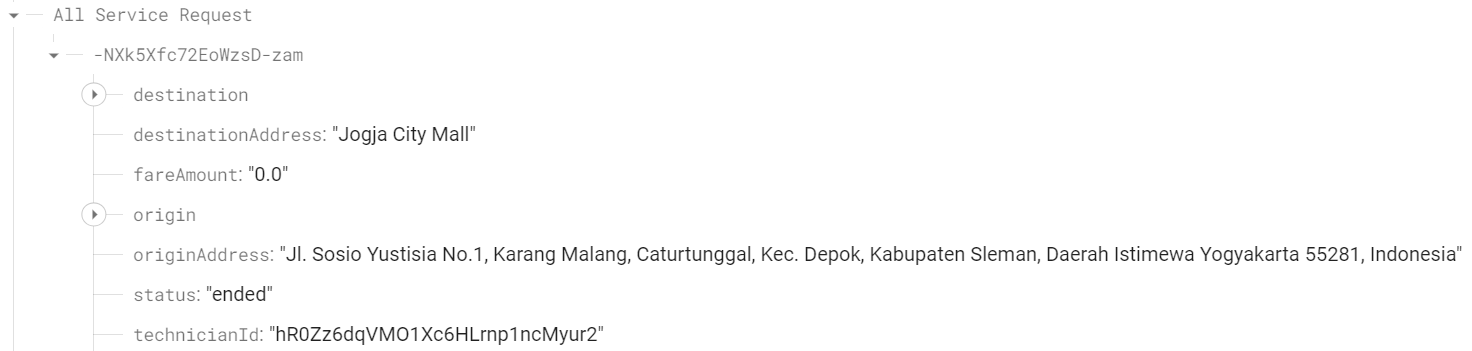 All Service Request
-NXk5Xfc72EoWzsD-zam
destination
destinationAddress: "Jogja City Mall"
fareAmount: "0.0"
origin
originAddress: "Jl. Sosio Yustisia No.1, Karang Malang, Caturtunggal, Kec. Depok, Kabupaten Sleman, Daerah Istimewa Yogyakarta 55281, Indonesia"
status: "ended"
technicianId: "hR0Zz6dqVMO1Xc6HLrnp1ncMyur2"